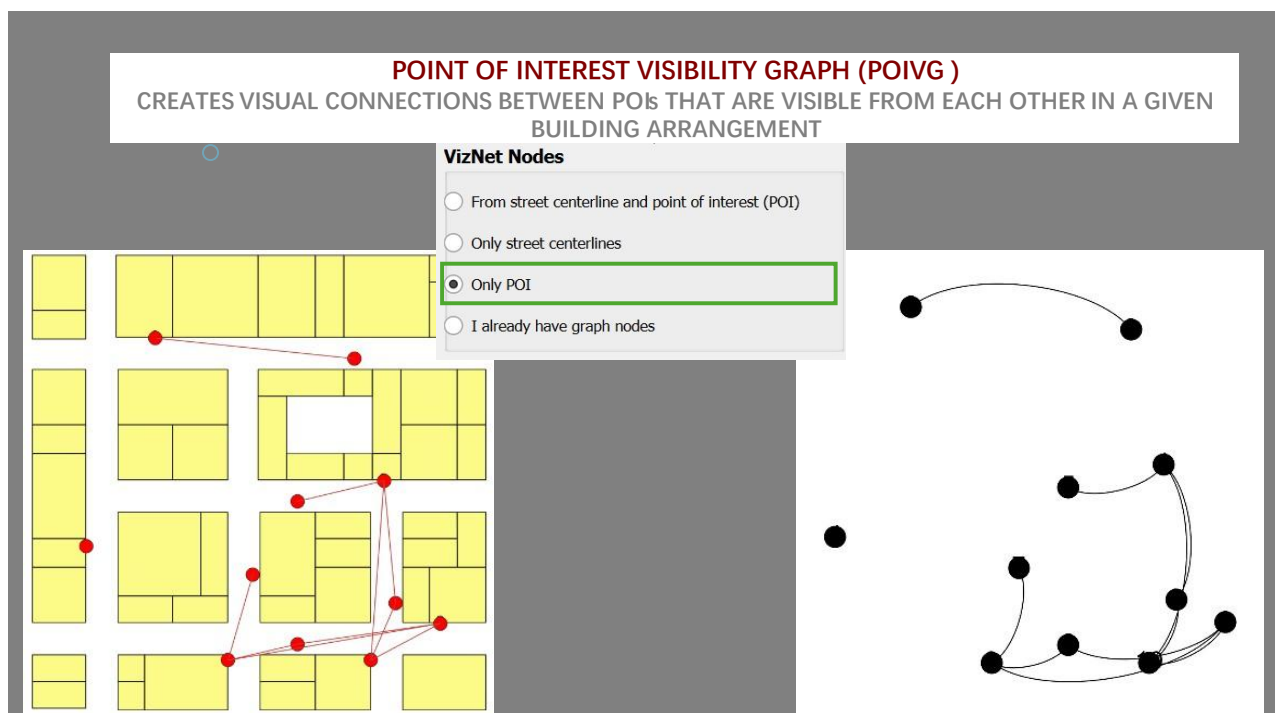 POINT OF INTEREST VISIBILITY GRAPH (POIVG )
CREATES VISUAL CONNECTIONS BETWEEN POIs THAT ARE VISIBLE FROM EACH OTHER IN A GIVEN
BUILDING ARRANGEMENT
VizNet Nodes
From street centerline and point of interest (POI)
Only street centerlines
Only POI
I already have graph nodes